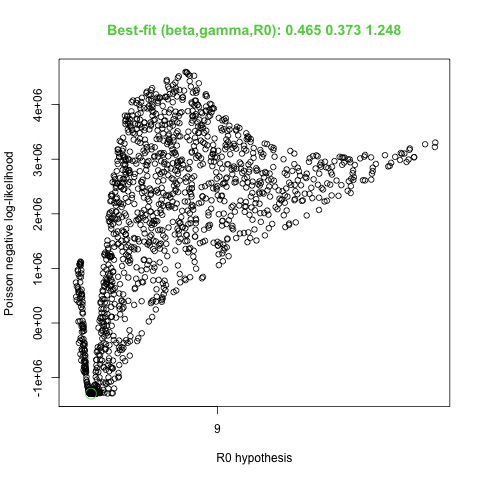 Best-fit (beta,gamma,R0): 0.465 0.373 1.248
Poisson negative log-likelihood
4e+06
3e+06
2e+06
1e+06
0e+00
-1e+06
9
R0 hypothesis